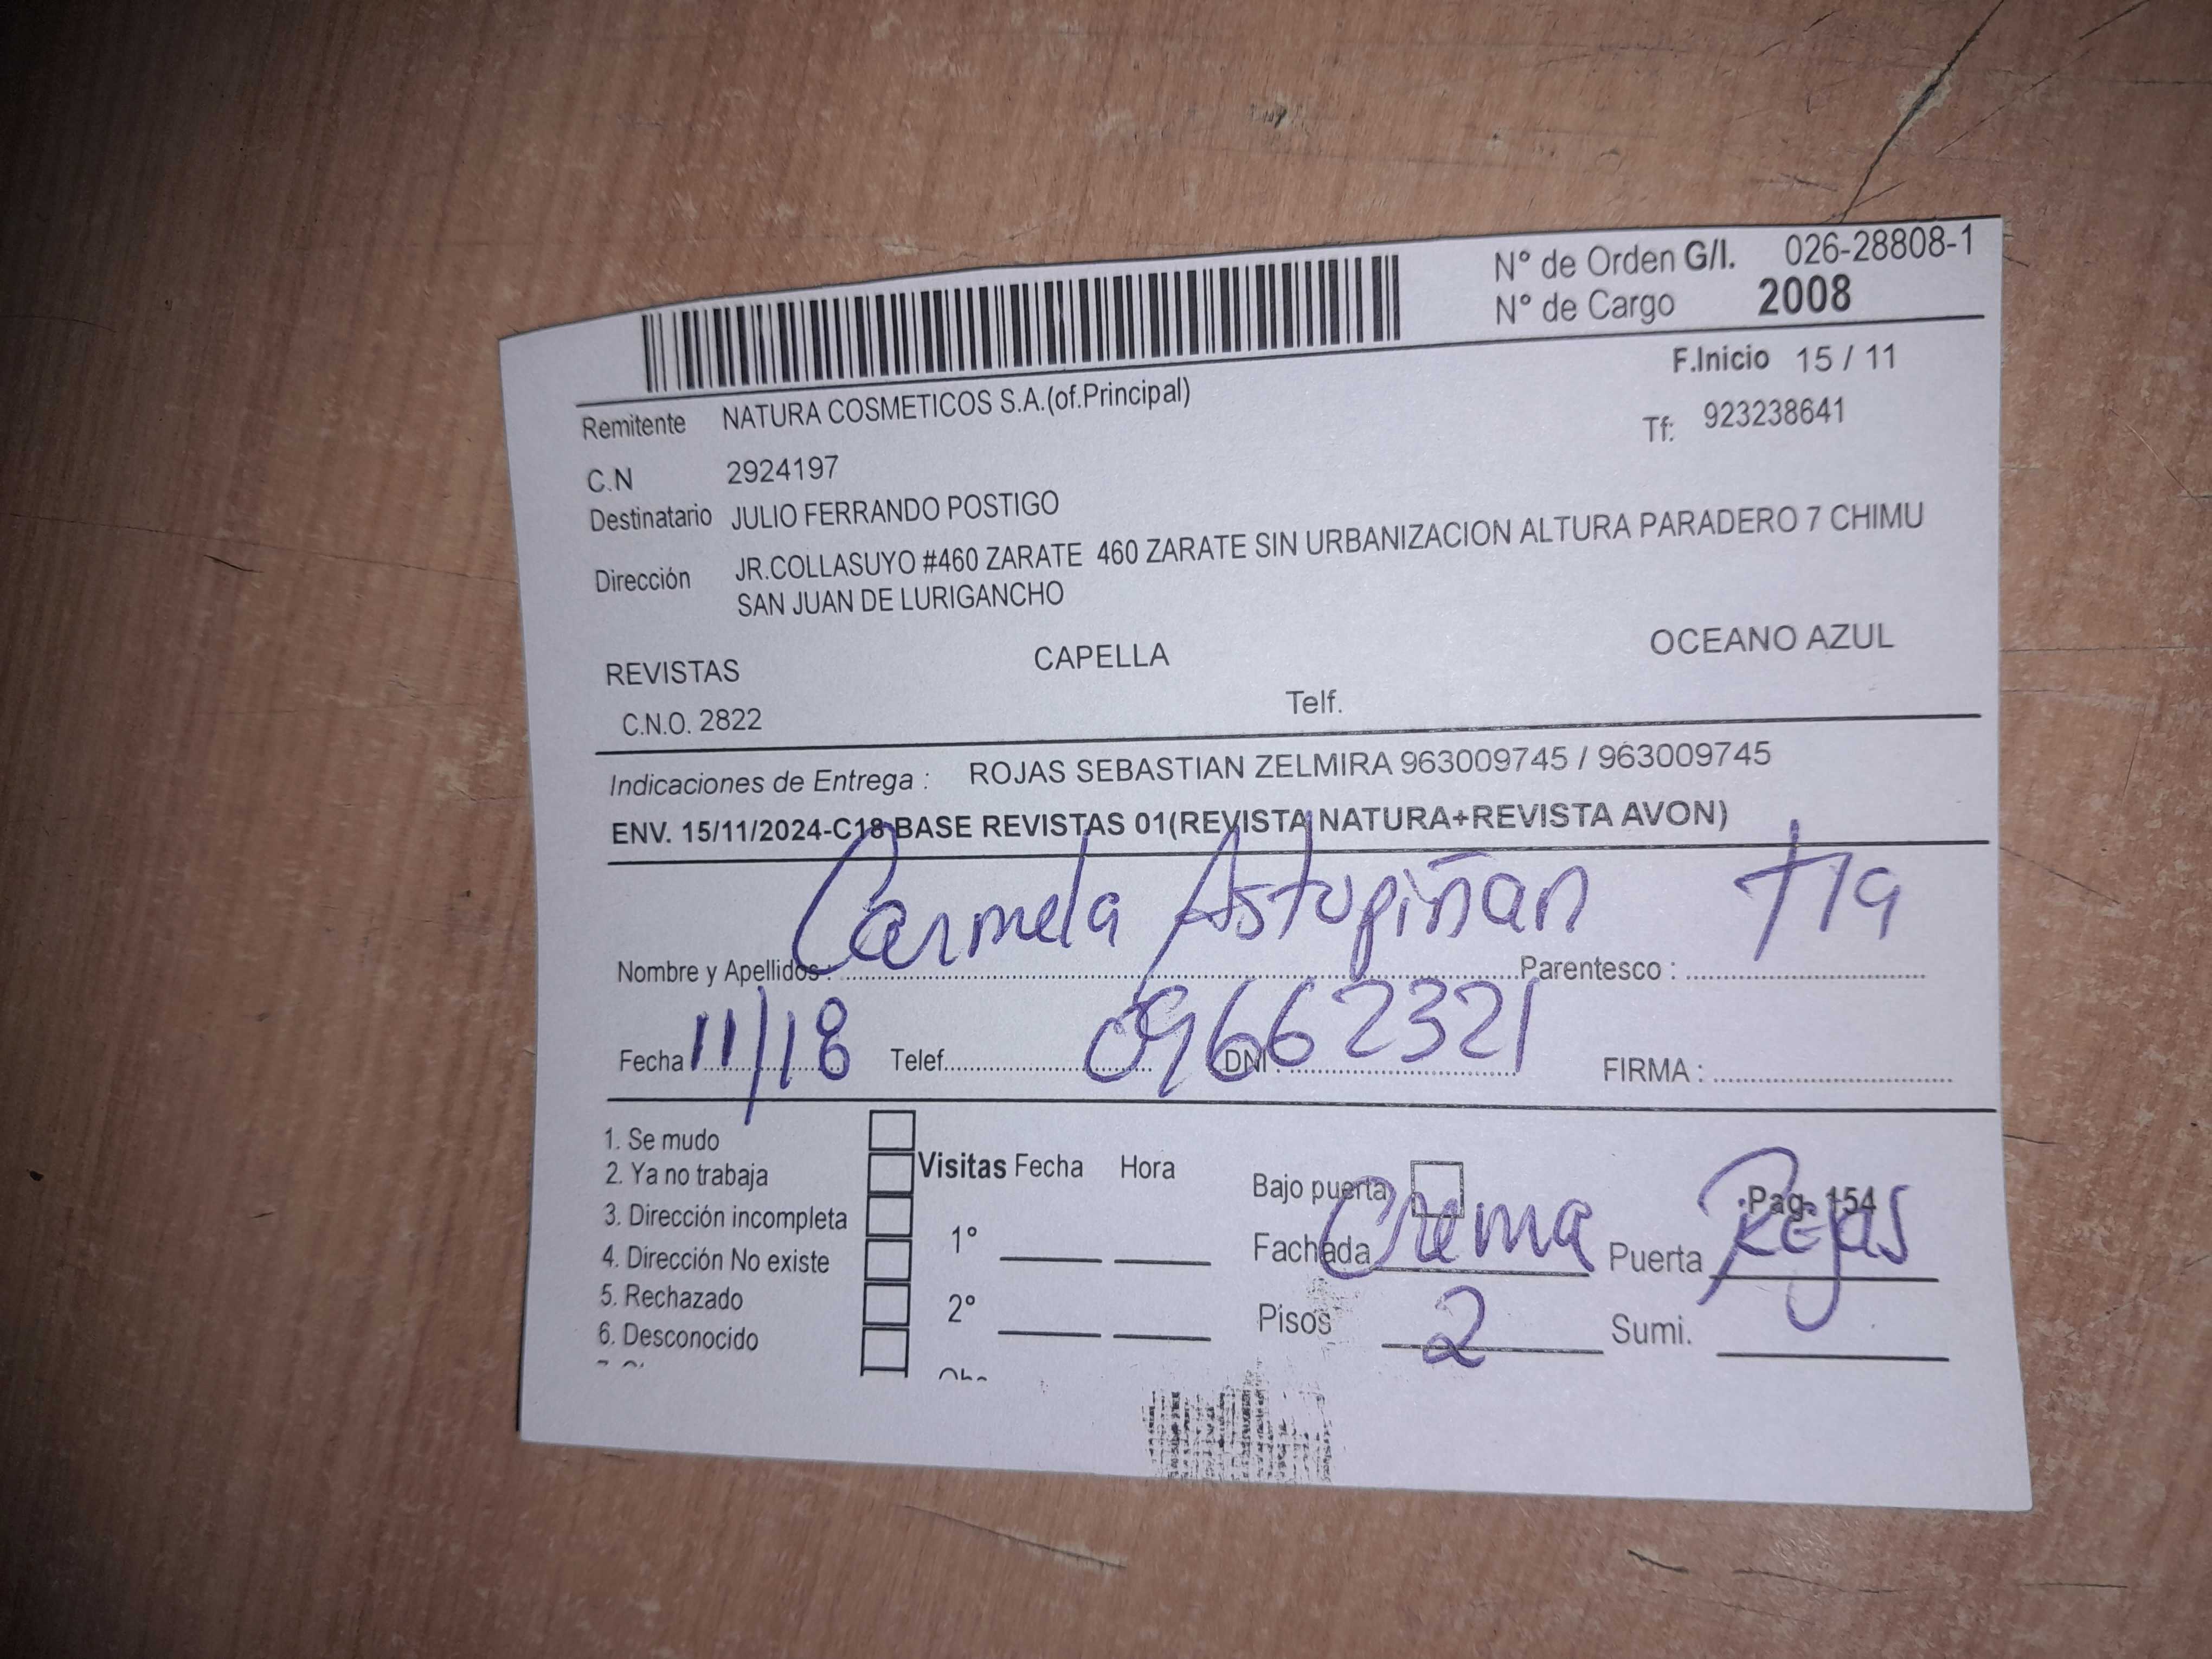 Nº de Orden G/I. 026-28808-1
Nº de Cargo 2008
F.Inicio 15 / 11
Remitente NATURA COSMETICOS S.A.(of.Principal)
Tf: 923238641
C.N 2924197
Destinatario JULIO FERRANDO POSTIGO
Dirección JR.COLLASUYO #460 ZARATE 460 ZARATE SIN URBANIZACION ALTURA PARADERO 7 CHIMU
SAN JUAN DE LURIGANCHO
REVISTAS CAPELLA OCEANO AZUL
C.N.O. 2822 Telf.
Indicaciones de Entrega : ROJAS SEBASTIAN ZELMIRA 963009745 / 963009745
ENV. 15/11/2024-C18 BASE REVISTAS 01(REVISTA NATURA+REVISTA AVON)
Nombre y Apellidos : Carmela Astupiñan Parentesco : tia
Fecha 11/18 Telef. DNI : 09662321 FIRMA :
1. Se mudo
2. Ya no trabaja
3. Dirección incompleta
4. Dirección No existe
5. Rechazado
6. Desconocido
Visitas Fecha Hora
1°
2°
Bajo puerta Pag. 154
Fachada Crema Puerta Rejas
Pisos 2 Sumi.